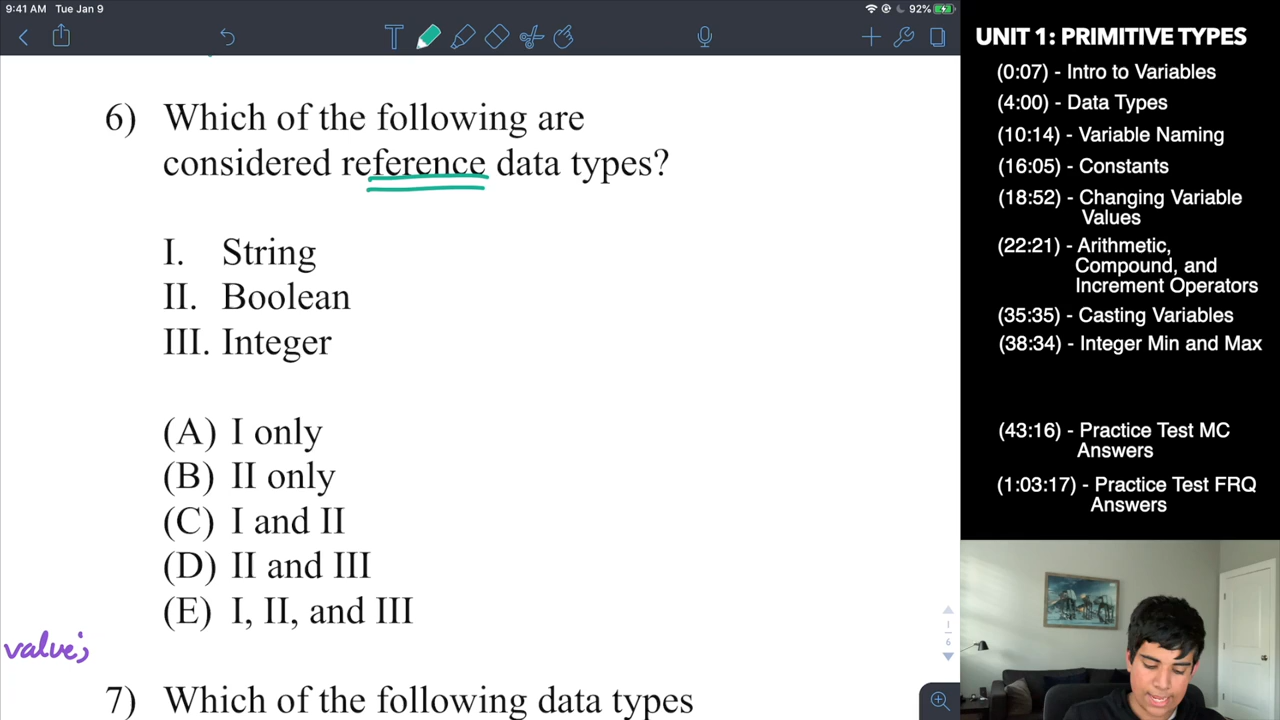 9:41 AM Tue Jan 9
92%
UNIT 1: PRIMITIVE TYPES
(0:07) - Intro to Variables
(4:00) - Data Types
(10:14) - Variable Naming
(16:05) - Constants
(18:52) - Changing Variable
Values
(22:21) - Arithmetic,
Compound, and
Increment Operators
(35:35) - Casting Variables
(38:34) - Integer Min and Max
(43:16) - Practice Test MC
Answers
(1:03:17) - Practice Test FRQ
Answers
6) Which of the following are
considered reference data types?
I. String
II. Boolean
III. Integer
(A) I only
(B) II only
(C) I and II
(D) II and III
(E) I, II, and III
value;
1
6
7) Which of the following data types